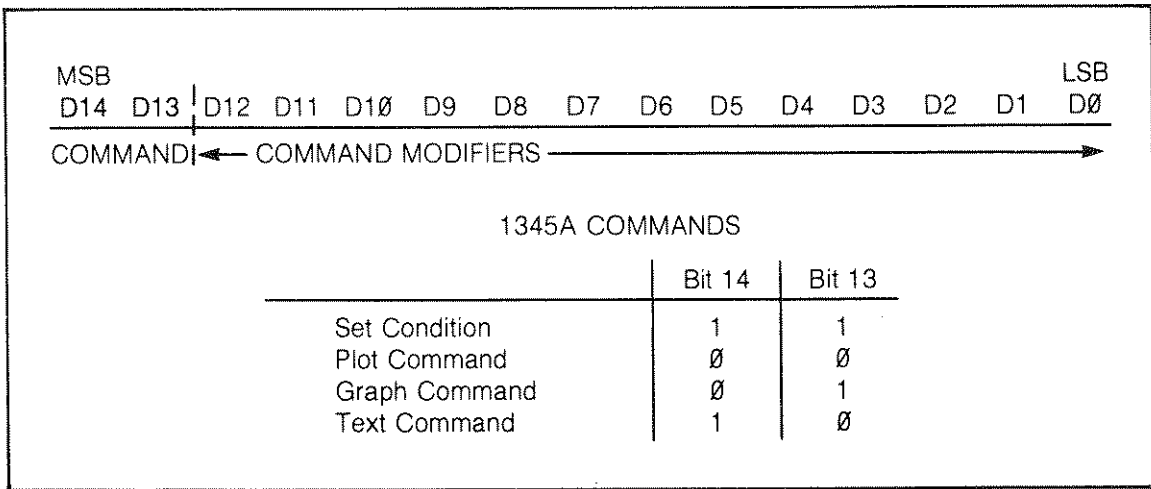 MSB LSB
D14 D13 D12 D11 D1Ø D9 D8 D7 D6 D5 D4 D3 D2 D1 DØ
COMMAND COMMAND MODIFIERS
1345A COMMANDS
Bit 14 Bit 13
Set Condition 1 1
Plot Command Ø Ø
Graph Command Ø 1
Text Command 1 Ø